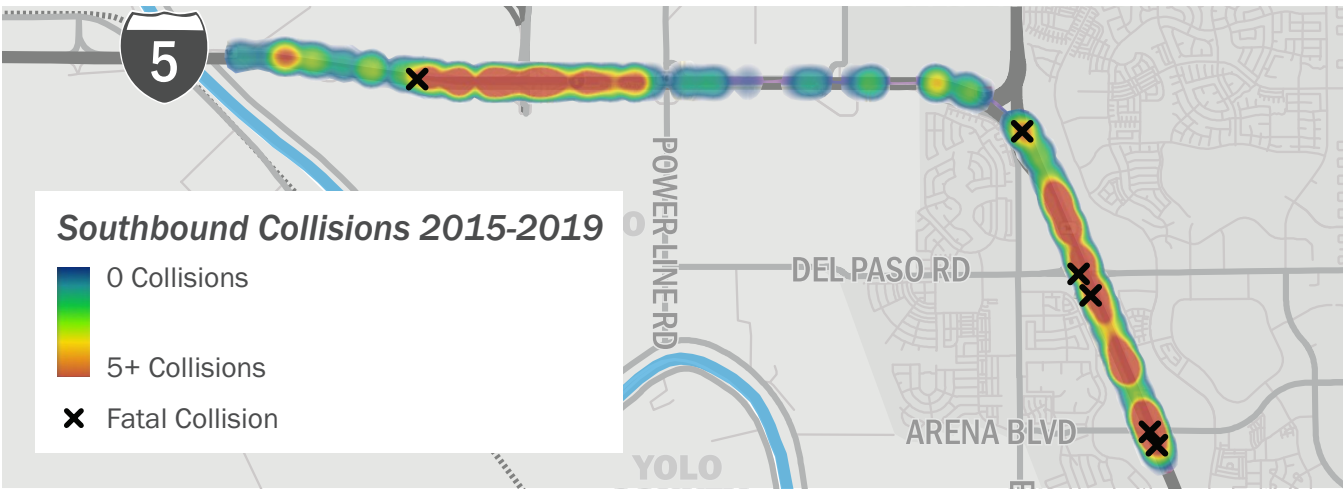 5
POWER LINE RD
Southbound Collisions 2015-2019
0 Collisions
5+ Collisions
Fatal Collision
DEL PASO RD
ARENA BLVD
YOLO